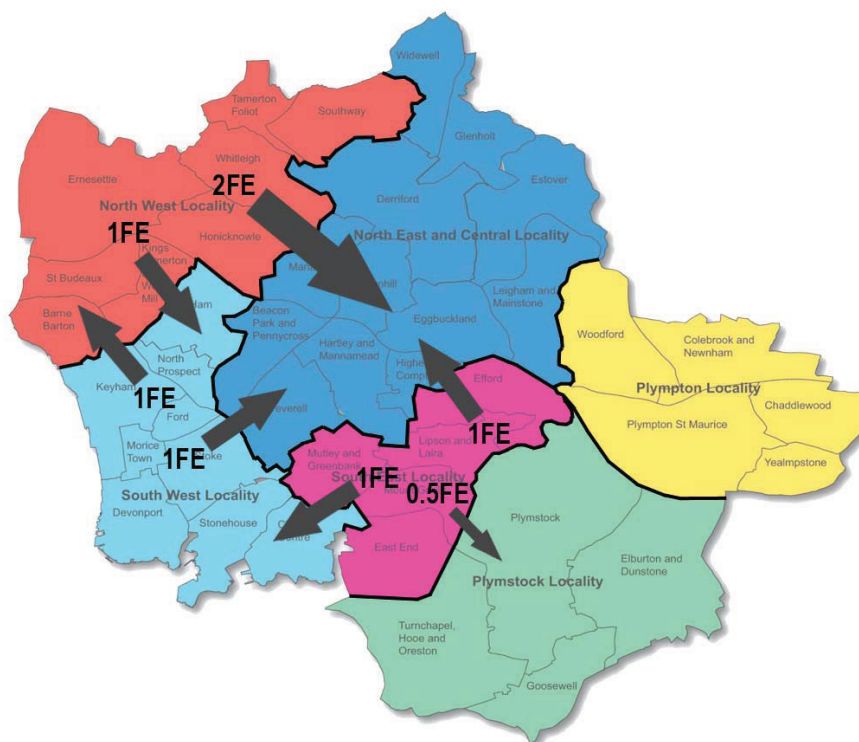 Widewell
Tamerton
Foliot
Southway
Glenholt
Whitleigh
Estover
Ernesettle
2FE
Derriford
North West Locality
1FE
Honicknowle
North East and Central Locality
St Budeaux
Ham
Leigham and
Mainstone
Barne
Barton
Beacon
Park and
Pennycross
Eggbuckland
Woodford
Colebrook and
Newnham
North
Prospect
Hartley and
Mannamead
Keyham
1FE
Efford
Plympton Locality
Chaddlewood
Ford
Plympton St Maurice
Morice
Town
1FE
Mutley and
Greenbank
Lipson and
Laira
1FE
Yealmpstone
South West Locality
1FE
0.5FE
Devonport
Stonehouse
Plymstock
East End
Elburton and
Dunstone
Plymstock Locality
Turnchapel,
Hooe and
Oreston
Goosewell